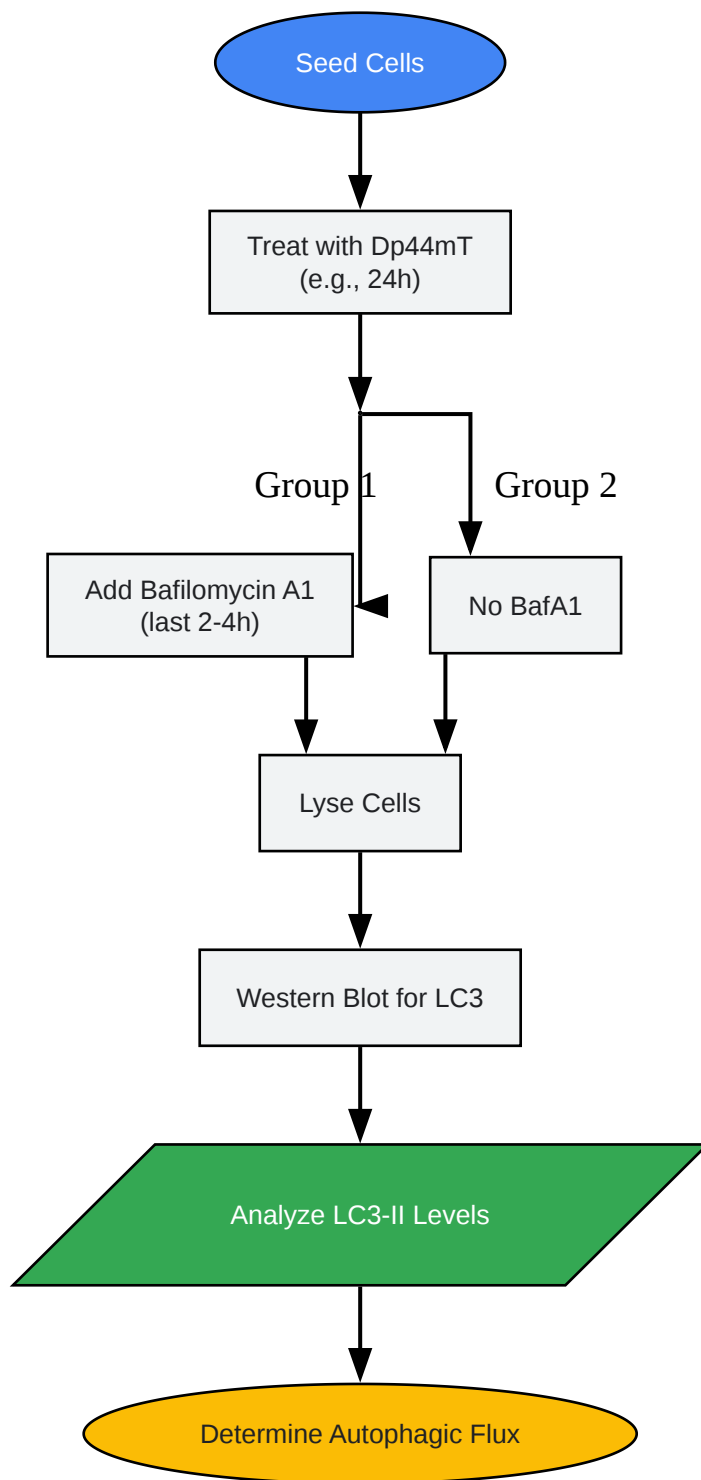 Seed Cells
Treat with Dp44mT
(e.g., 24h)
Group 1
Group 2
Add Bafilomycin A1
(last 2-4h)
No BafA1
Lyse Cells
Western Blot for LC3
Analyze LC3-II Levels
Determine Autophagic Flux